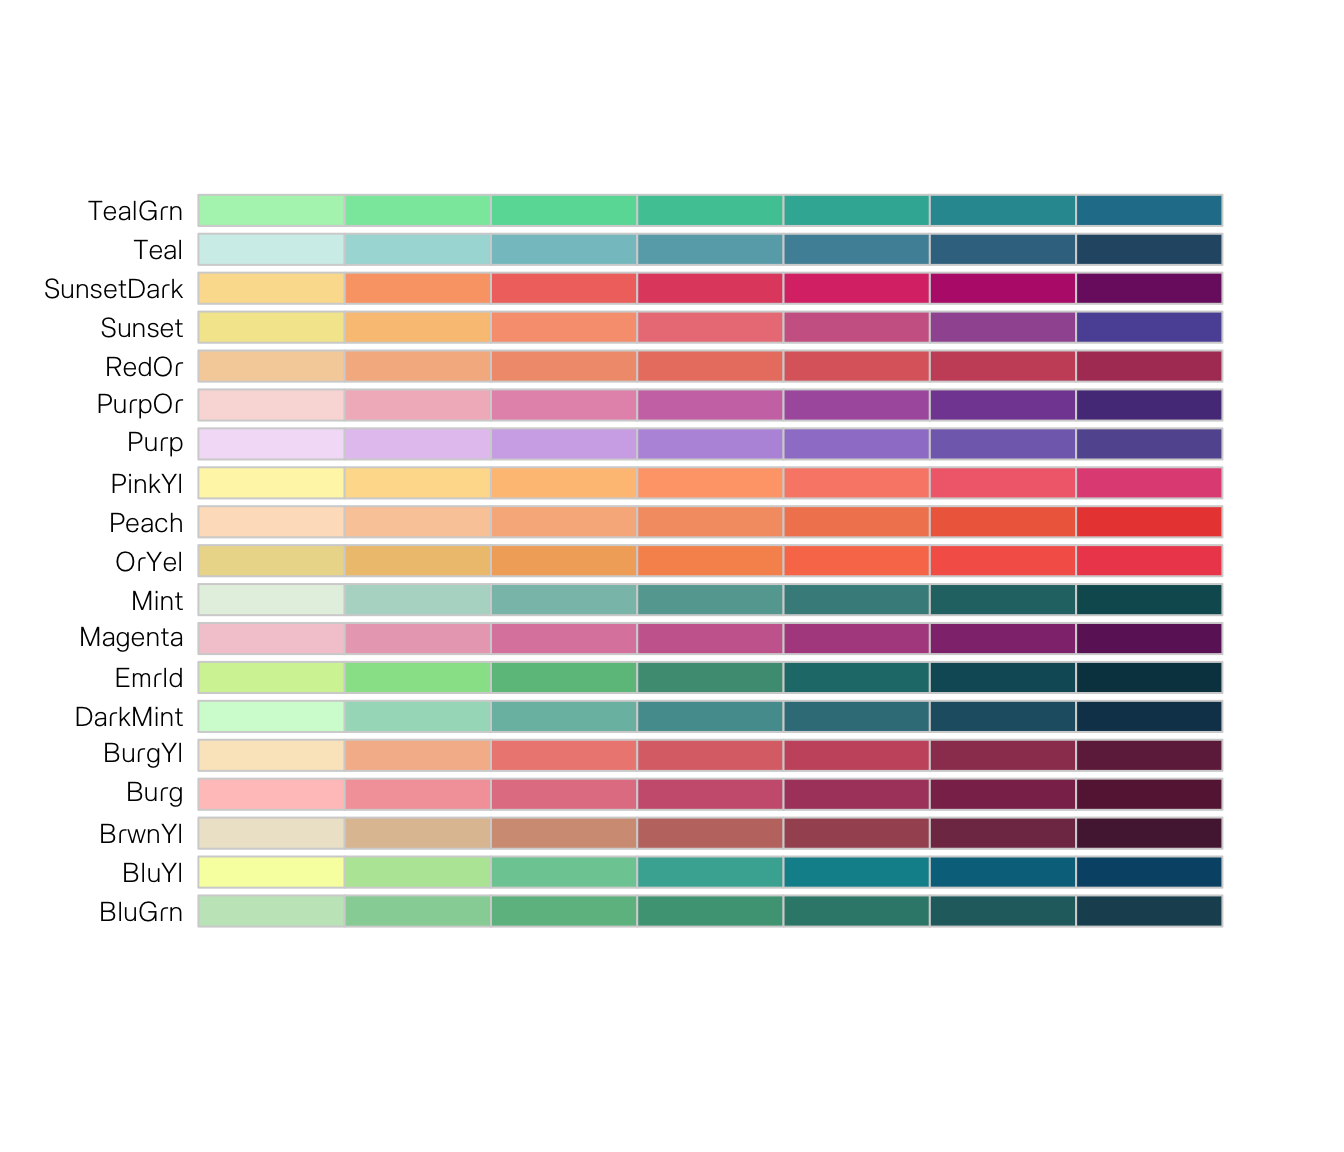 TealGrn
Teal
SunsetDark
Sunset
RedOr
PurpOr
Purp
PinkYl
Peach
OrYel
Mint
Magenta
Emrld
DarkMint
BurgYl
Burg
BrwnYl
BluYl
BluGrn